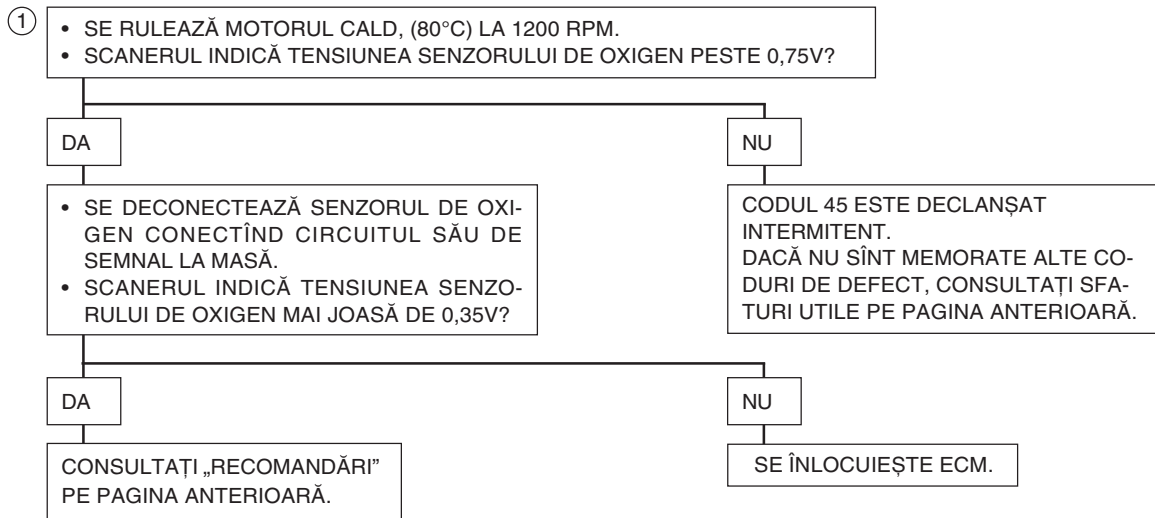 1
• SE RULEAZĂ MOTORUL CALD, (80°C) LA 1200 RPM.
• SCANERUL INDICĂ TENSIUNEA SENZORULUI DE OXIGEN PESTE 0,75V?
DA
NU
• SE DECONECTEAZĂ SENZORUL DE OXI-
GEN CONECTÎND CIRCUITUL SĂU DE
SEMNAL LA MASĂ.
• SCANERUL INDICĂ TENSIUNEA SENZO-
RULUI DE OXIGEN MAI JOASĂ DE 0,35V?
CODUL 45 ESTE DECLANȘAT
INTERMITENT.
DACĂ NU SÎNT MEMORATE ALTE CO-
DURI DE DEFECT, CONSULTAȚI SFA-
TURI UTILE PE PAGINA ANTERIOARĂ.
DA
NU
CONSULTAȚI „RECOMANDĂRI”
PE PAGINA ANTERIOARĂ.
SE ÎNLOCUIEȘTE ECM.